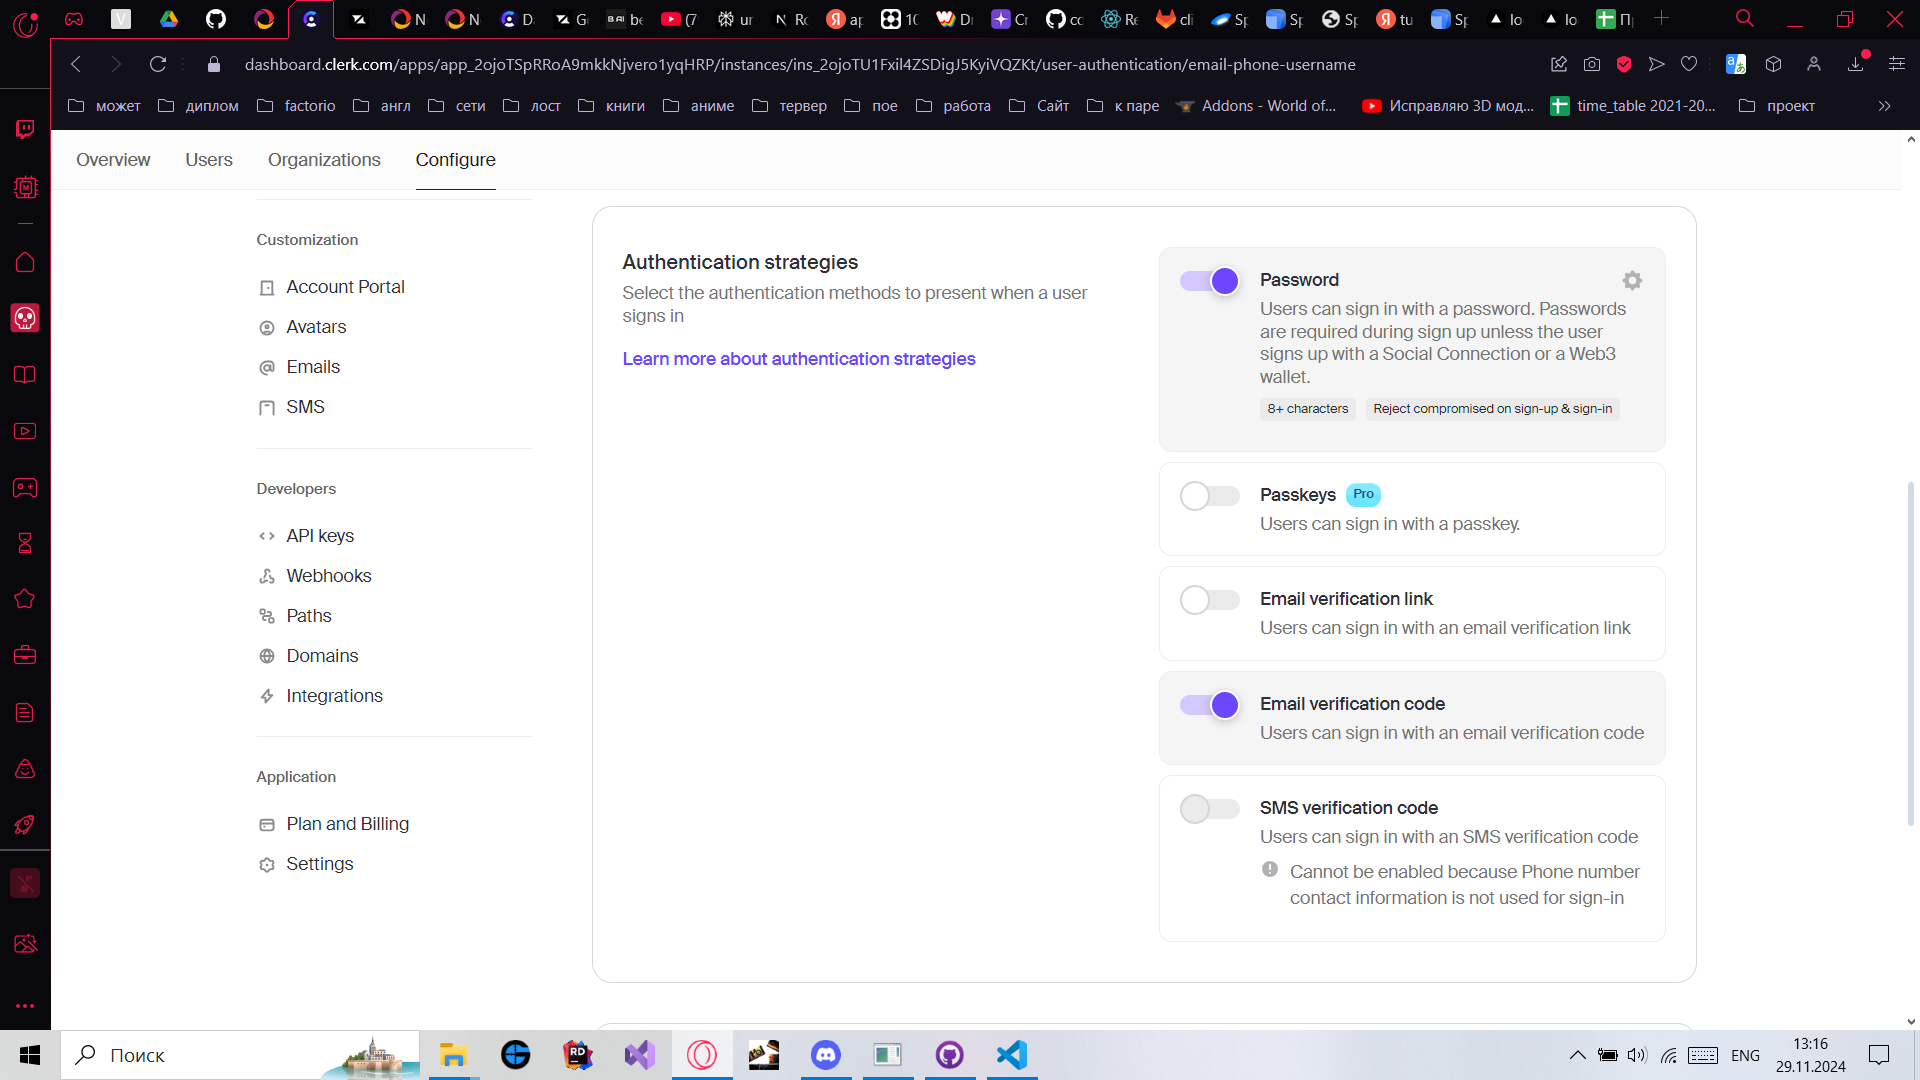 N
N
D
G
BAI be
(7
ur
Ro
ap
10
Dr
Cr
cc
Re
cli
Sp
Sp
Sp
tu
Sp
lo
lo
dashboard.clerk.com/apps/app_2ojoTSpRRoA9mkkNjvero1yqHRP/instances/ins_2ojoTU1Fxil4ZSDigJ5KyiVQZKt/user-authentication/email-phone-username
может диплом factorio англ сети лост книги аниме тервер пое работа Сайт к паре Addons - World of... Исправляю 3D мод... time_table 2021-20... проект
Overview Users Organizations Configure
Customization
Account Portal
Avatars
Emails
SMS
Developers
API keys
Webhooks
Paths
Domains
Integrations
Application
Plan and Billing
Settings
Authentication strategies
Select the authentication methods to present when a user
signs in
Learn more about authentication strategies
Password
Users can sign in with a password. Passwords
are required during sign up unless the user
signs up with a Social Connection or a Web3
wallet.
8+ characters Reject compromised on sign-up & sign-in
Passkeys Pro
Users can sign in with a passkey.
Email verification link
Users can sign in with an email verification link
Email verification code
Users can sign in with an email verification code
SMS verification code
Users can sign in with an SMS verification code
Cannot be enabled because Phone number
contact information is not used for sign-in
Поиск
RD
ENG
13:16
29.11.2024